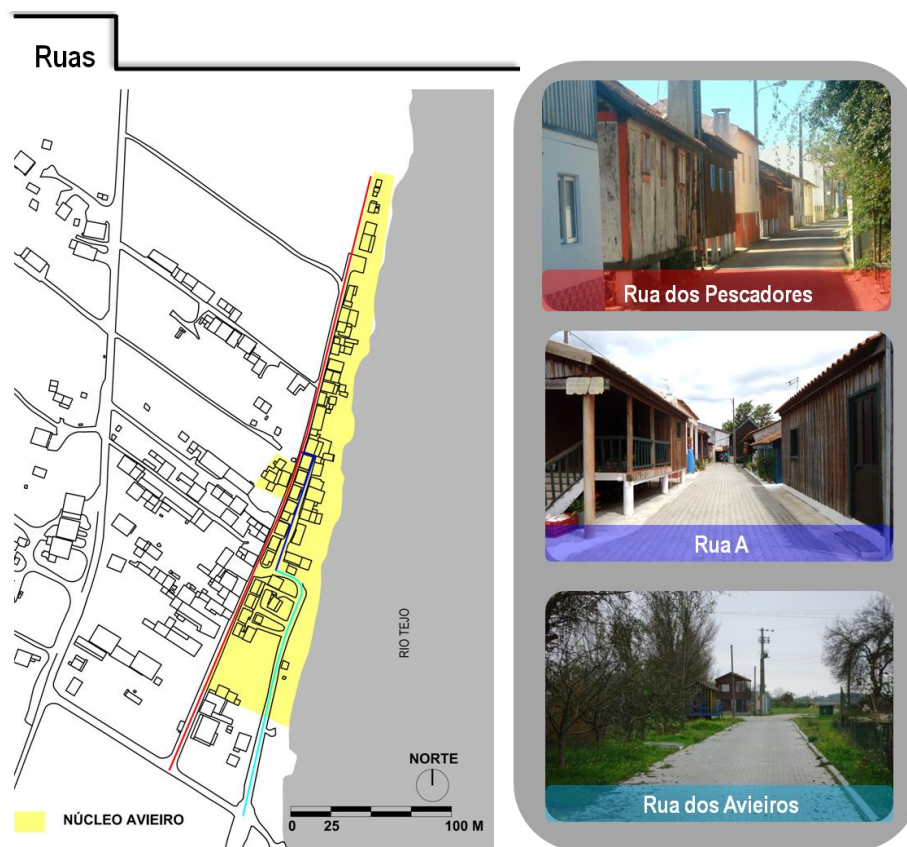 Ruas
Rua dos Pescadores
Rua A
Rua dos Avieiros
RIO TEJO
NORTE
0 25 100 M
NÚCLEO AVIEIRO